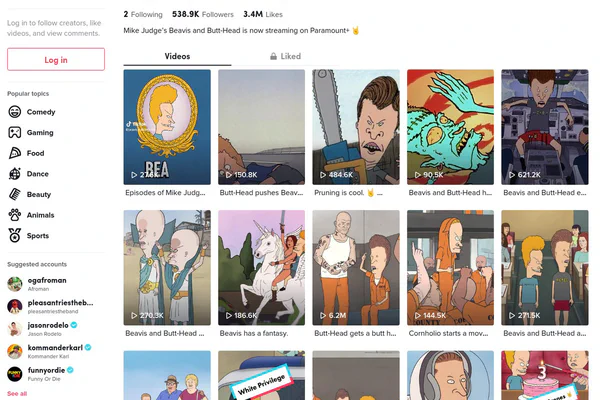 Log in to follow creators, like
videos, and view comments.
Log in
Popular topics
Comedy
Gaming
Food
Dance
Beauty
Animals
Sports
Suggested accounts
ogafroman
Afroman
pleasantriestheb...
pleasantriestheband
jasonrodelo
Jason Rodelo
kommanderkarl
Kommander Karl
funnyordie
Funny Or Die
See all
2 Following 538.9K Followers 3.4M Likes
Mike Judge's Beavis and Butt-Head is now streaming on Paramount+ 🤘
Videos
Liked
BEA
150.8K
484.6K
90.5K
621.2K
Episodes of Mike Judg...
Butt-Head pushes Beav...
Pruning is cool. 🤘 ...
Beavis and Butt-Head h...
Beavis and Butt-Head e...
270.3K
186.6K
6.2M
144.5K
271.5K
Beavis and Butt-Head ...
Beavis has a fantasy.
Butt-Head gets a butt h...
Cornholio starts a mov...
Beavis and Butt-Head a...
White Privilege
3